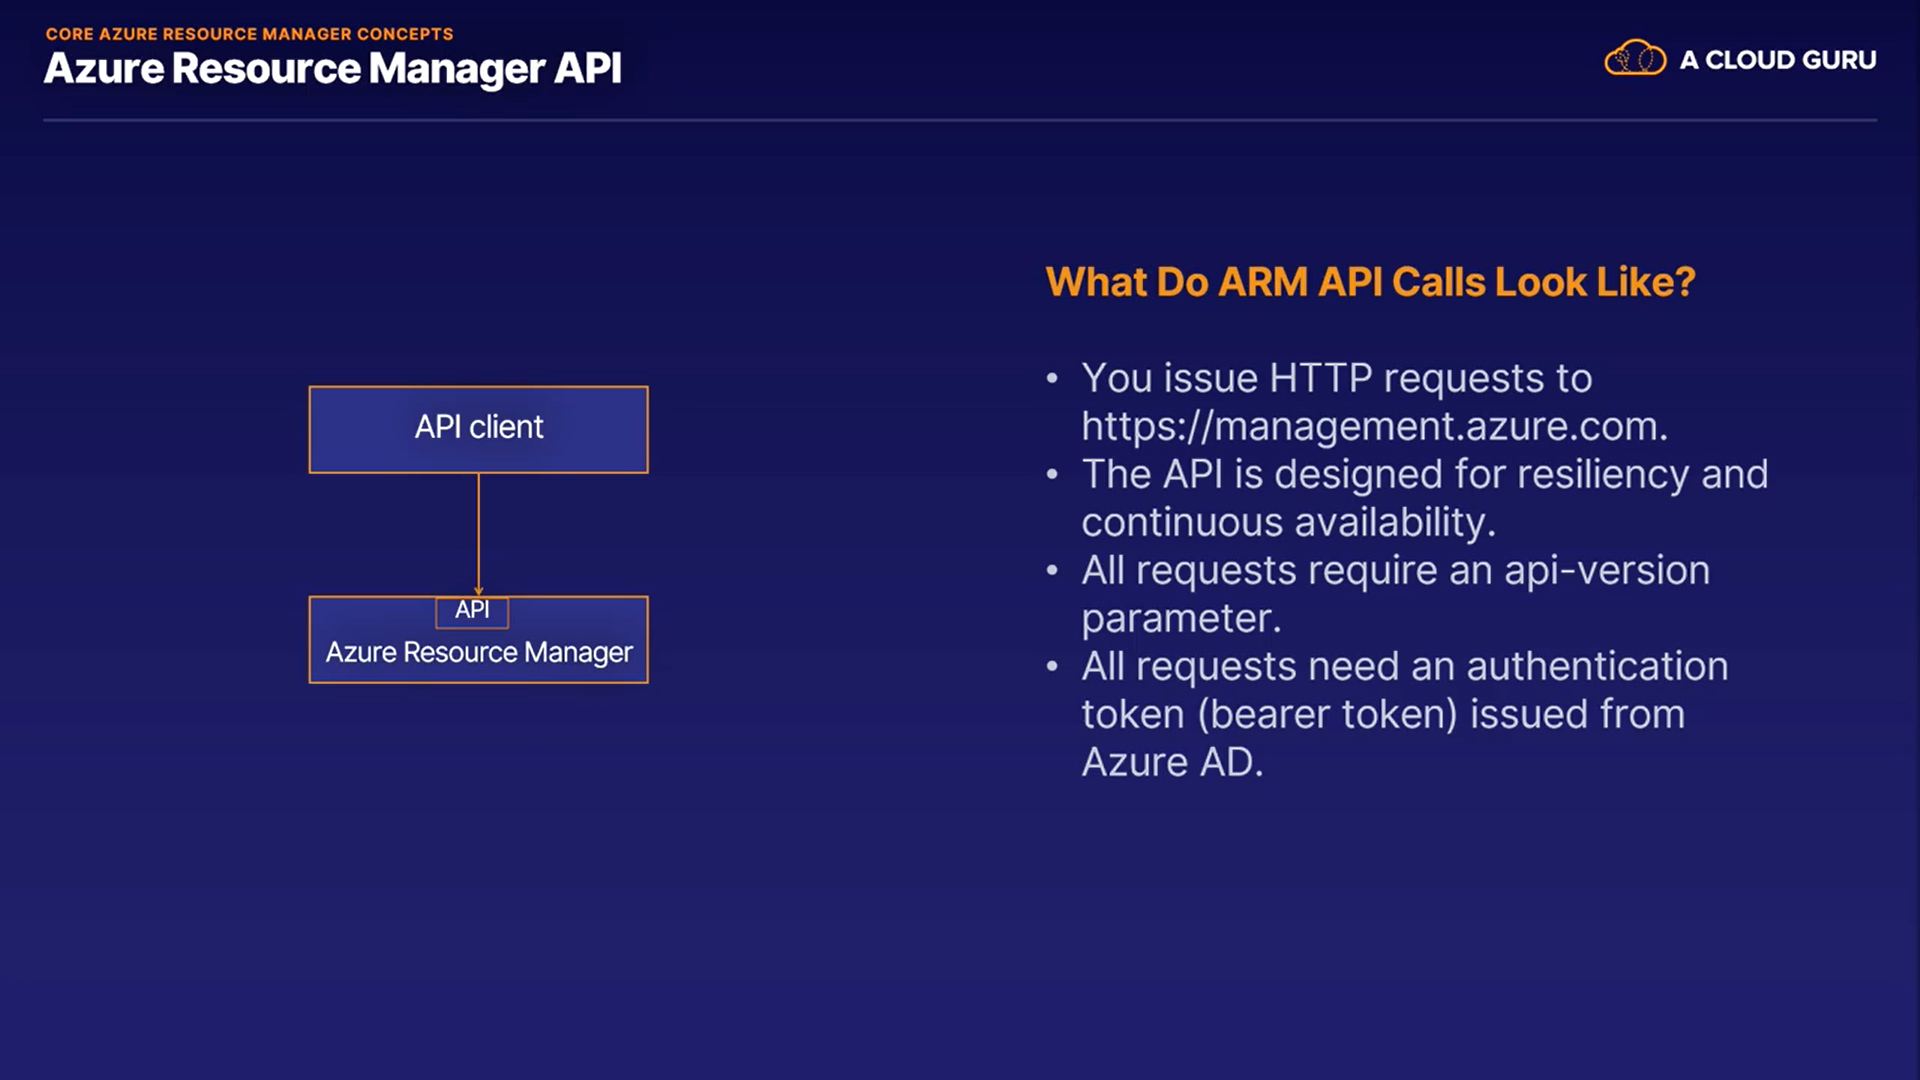 CORE AZURE RESOURCE MANAGER CONCEPTS
Azure Resource Manager API
A CLOUD GURU
API client
API
Azure Resource Manager
What Do ARM API Calls Look Like?
• You issue HTTP requests to
https://management.azure.com.
• The API is designed for resiliency and
continuous availability.
• All requests require an api-version
parameter.
• All requests need an authentication
token (bearer token) issued from
Azure AD.